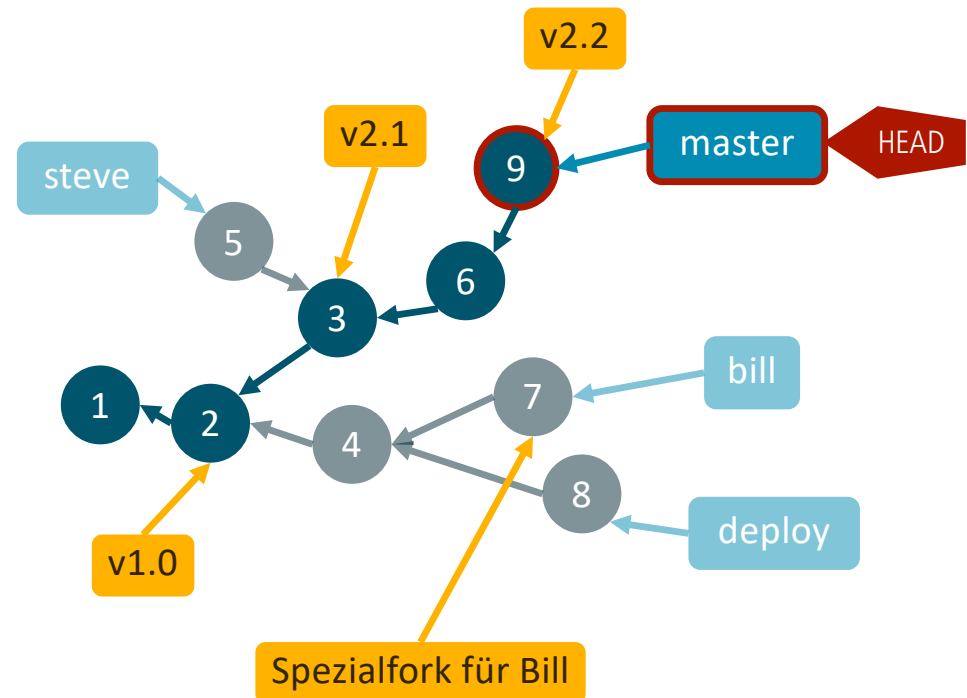 v2.2
v2.1
master
HEAD
steve
9
5
6
3
bill
1
2
7
4
8
deploy
v1.0
Spezialfork für Bill